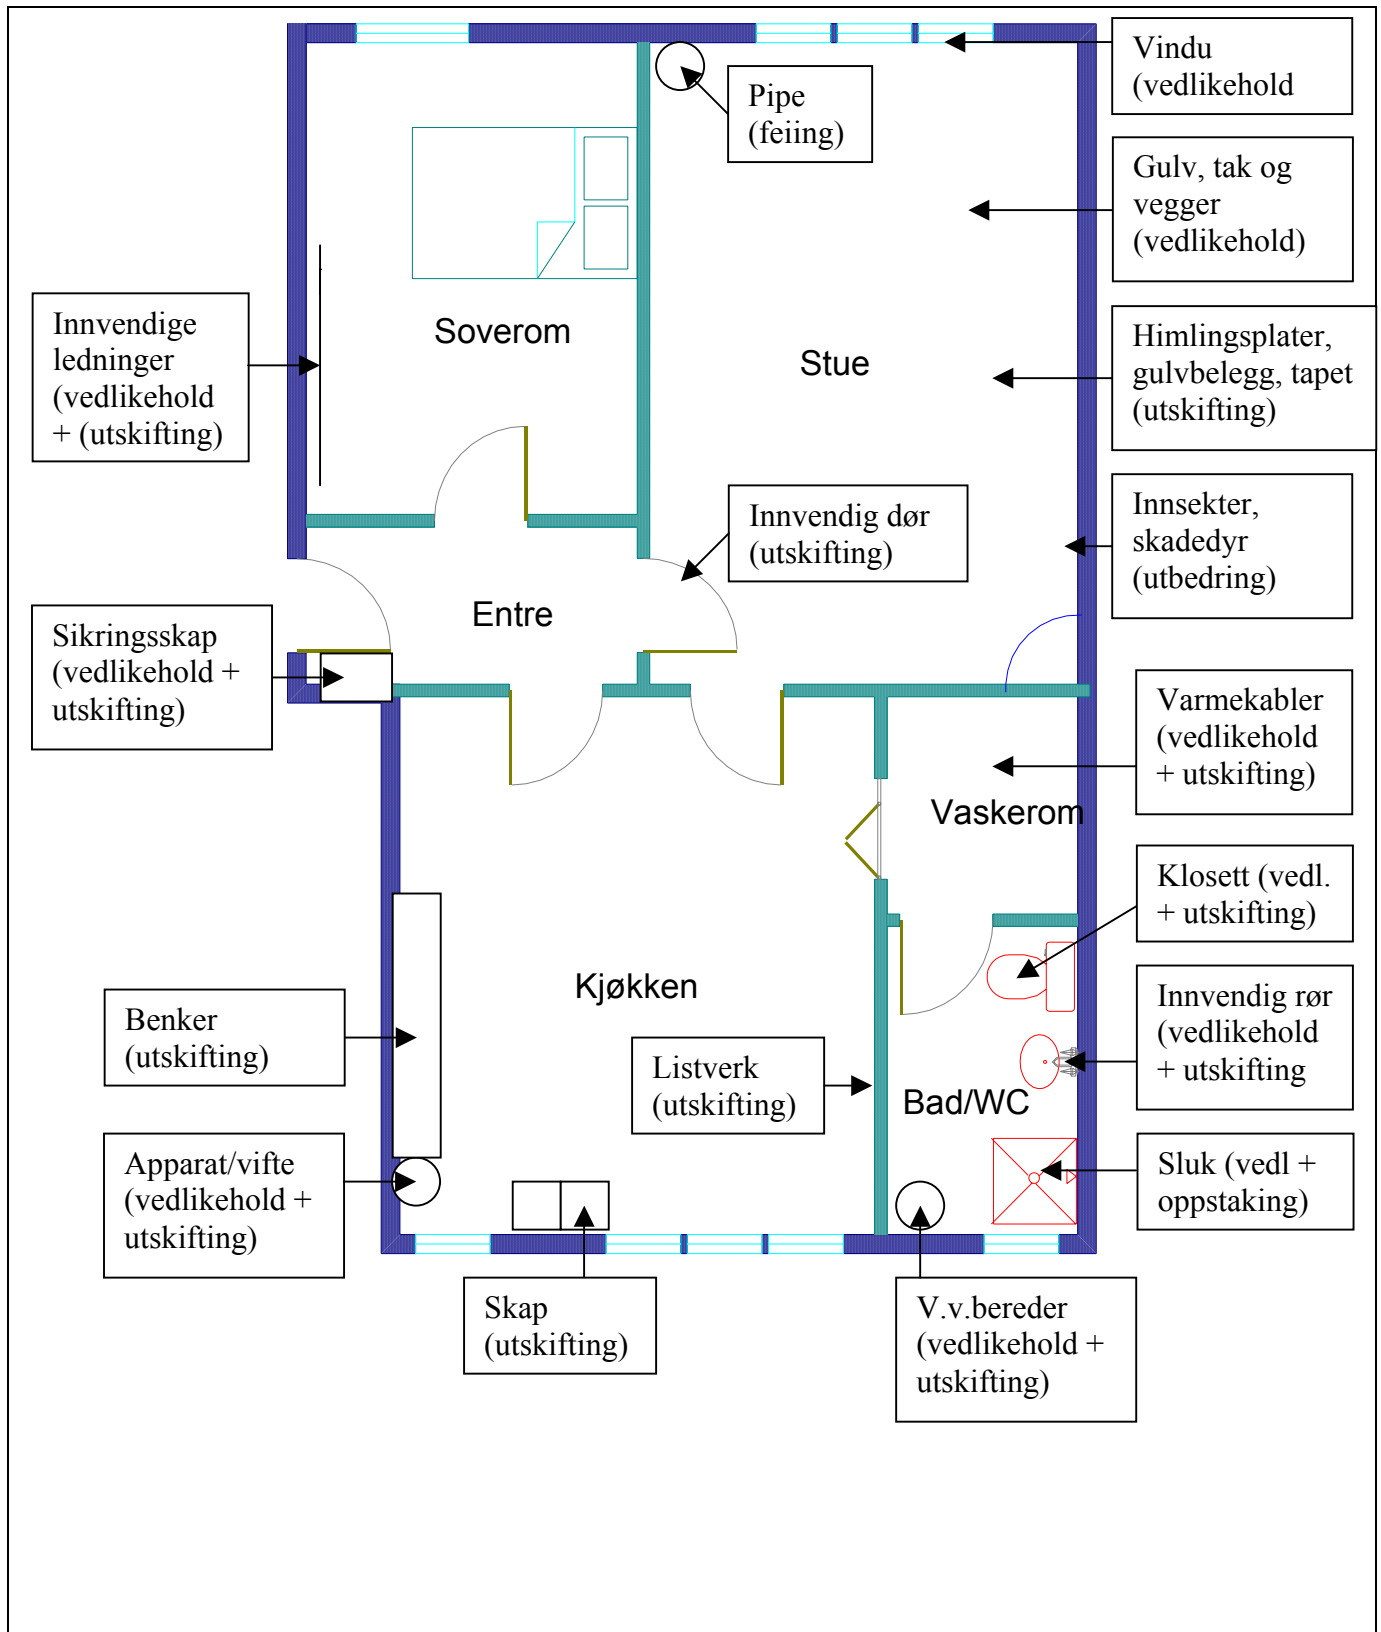 Vindu
(vedlikehold
Pipe
(feiing)
Gulv, tak og
vegger
(vedlikehold)
Innvendige
ledninger
(vedlikehold
+ (utskifting)
Soverom
Stue
Himlingsplater,
gulvbelegg, tapet
(utskifting)
Innvendig dør
(utskifting)
Innsekter,
skadedyr
(utbedring)
Entre
Sikringsskap
(vedlikehold +
utskifting)
Varmekabler
(vedlikehold
+ utskifting)
Vaskerom
Klosett (vedl.
+ utskifting)
Kjøkken
Benker
(utskifting)
Innvendig rør
(vedlikehold
+ utskifting
Listverk
(utskifting)
Bad/WC
Apparat/vifte
(vedlikehold +
utskifting)
Sluk (vedl +
oppstaking)
Skap
(utskifting)
V.v.bereder
(vedlikehold +
utskifting)